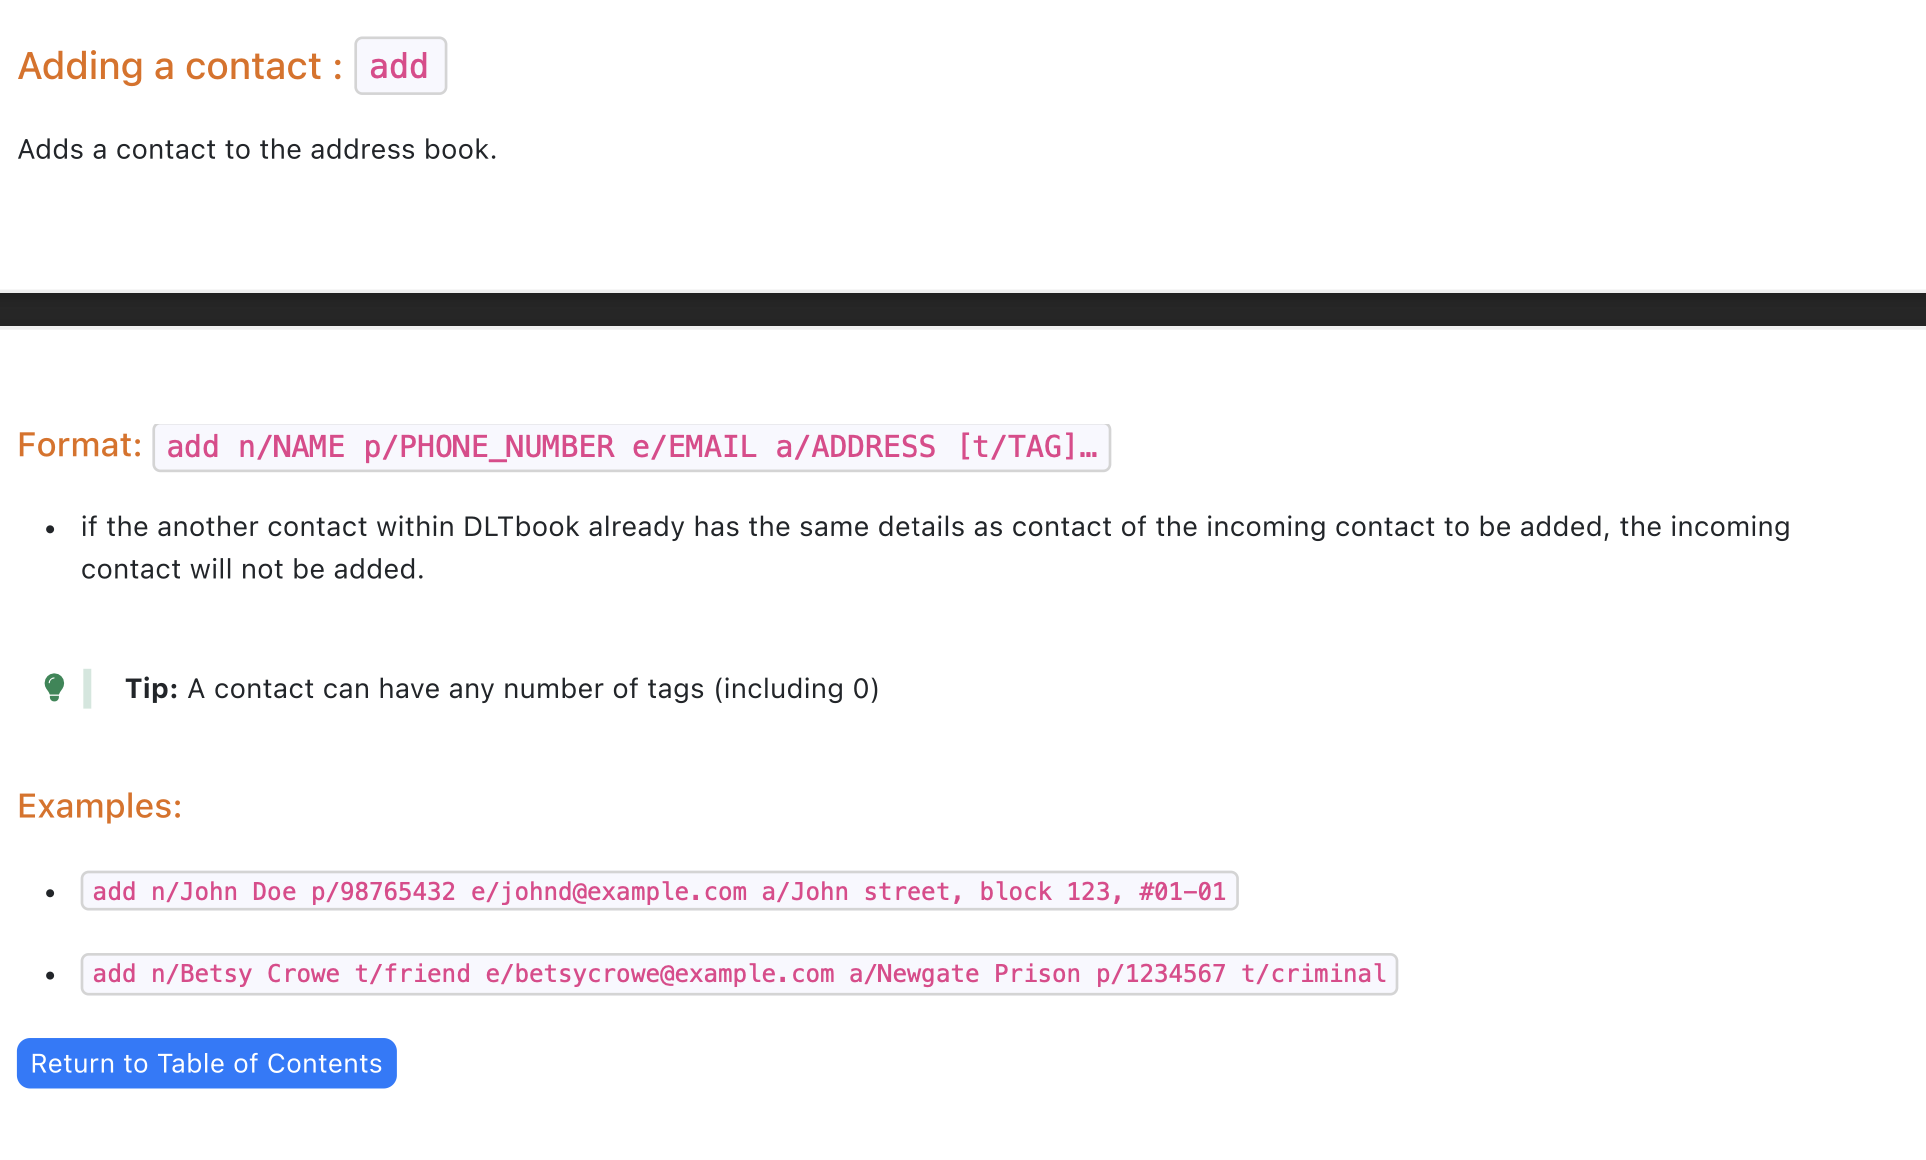 Adding a contact : add
Adds a contact to the address book.
Format: add n/NAME p/PHONE_NUMBER e/EMAIL a/ADDRESS [t/TAG]…
• if the another contact within DLTbook already has the same details as contact of the incoming contact to be added, the incoming
contact will not be added.
Tip: A contact can have any number of tags (including 0)
Examples:
• add n/John Doe p/98765432 e/johnd@example.com a/John street, block 123, #01-01
• add n/Betsy Crowe t/friend e/betsycrowe@example.com a/Newgate Prison p/1234567 t/criminal
Return to Table of Contents